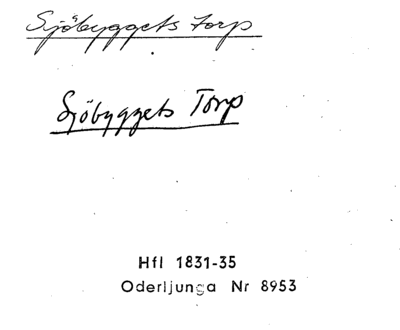 Sjöbyggets Torp
Sjöbyggets Torp
Hfl 1831-35
Oderljunga Nr 8953